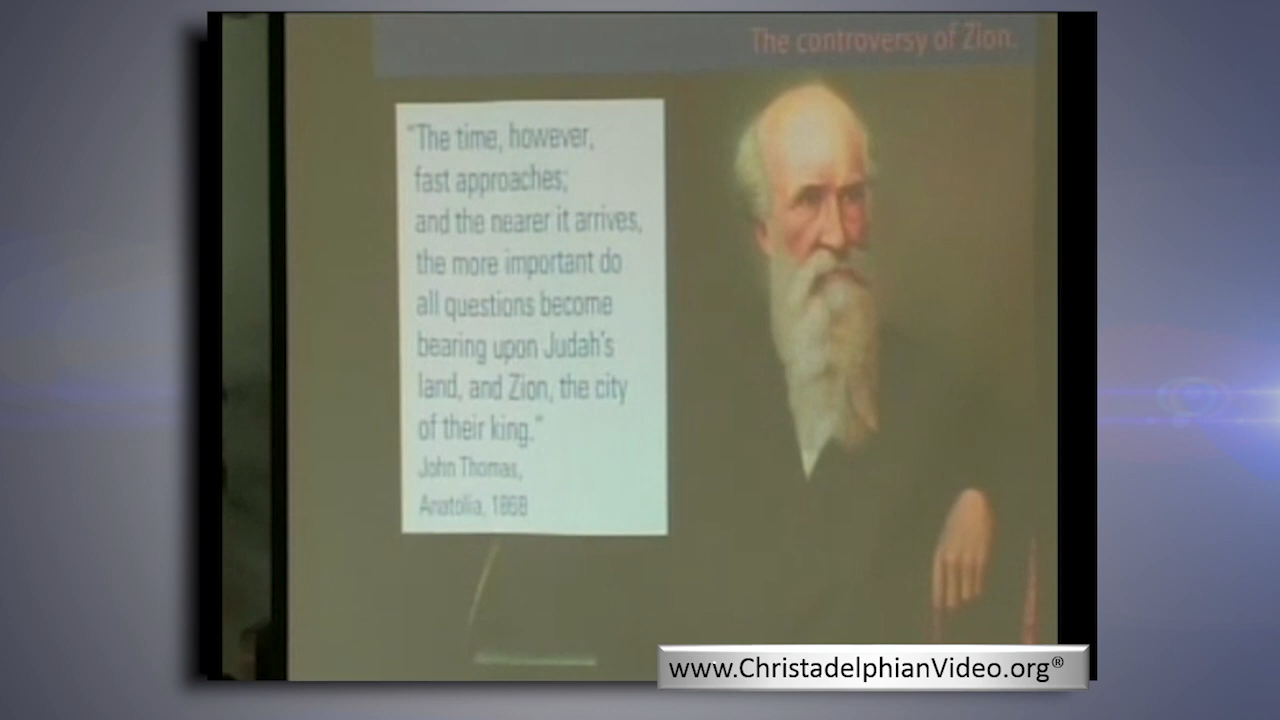 The controversy of Zion.
"The time, however,
fast approaches;
and the nearer it arrives,
the more important do
all questions become
bearing upon Judah's
land, and Zion, the city
of their king."
John Thomas,
Anatolia, 1868
www.ChristadelphianVideo.org®